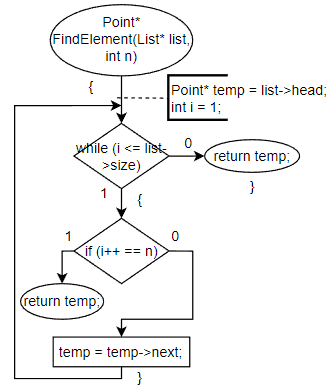 Point*
FindElement(List* list,
int n)
{
Point* temp = list->head;
int i = 1;
while (i <= list-
>size)
0
return temp;
}
1
{
if (i++ == n)
1
0
return temp;
temp = temp->next;
}